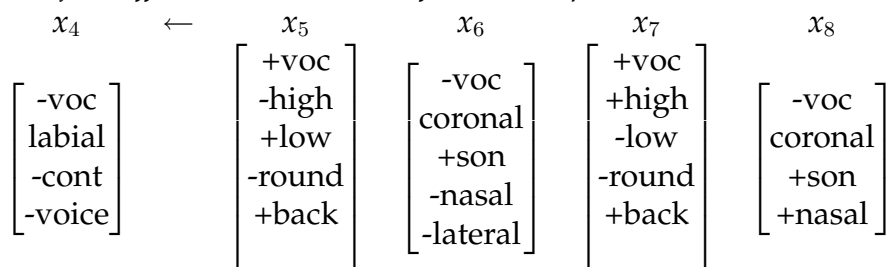 x₄ ← x₅ x₆ x₇ x₈
-voc
labial
-cont
-voice
+voc
-high
+low
-round
+back
-voc
coronal
+son
-nasal
-lateral
+voc
+high
-low
-round
+back
-voc
coronal
+son
+nasal